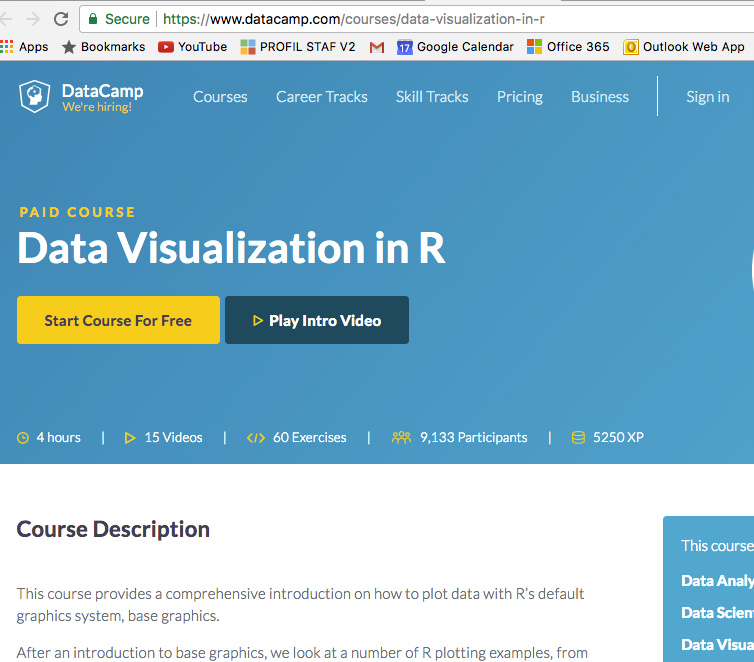 Secure https://www.datacamp.com/courses/data-visualization-in-r
Apps Bookmarks YouTube PROFIL STAF V2 17 Google Calendar Office 365 Outlook Web App
DataCamp
We're hiring!
Courses Career Tracks Skill Tracks Pricing Business Sign in
PAID COURSE
Data Visualization in R
Start Course For Free Play Intro Video
4 hours | 15 Videos | </> 60 Exercises | 9,133 Participants | 5250 XP
Course Description
This course provides a comprehensive introduction on how to plot data with R's default
graphics system, base graphics.
After an introduction to base graphics, we look at a number of R plotting examples, from
This course
Data Analy
Data Scien
Data Visua